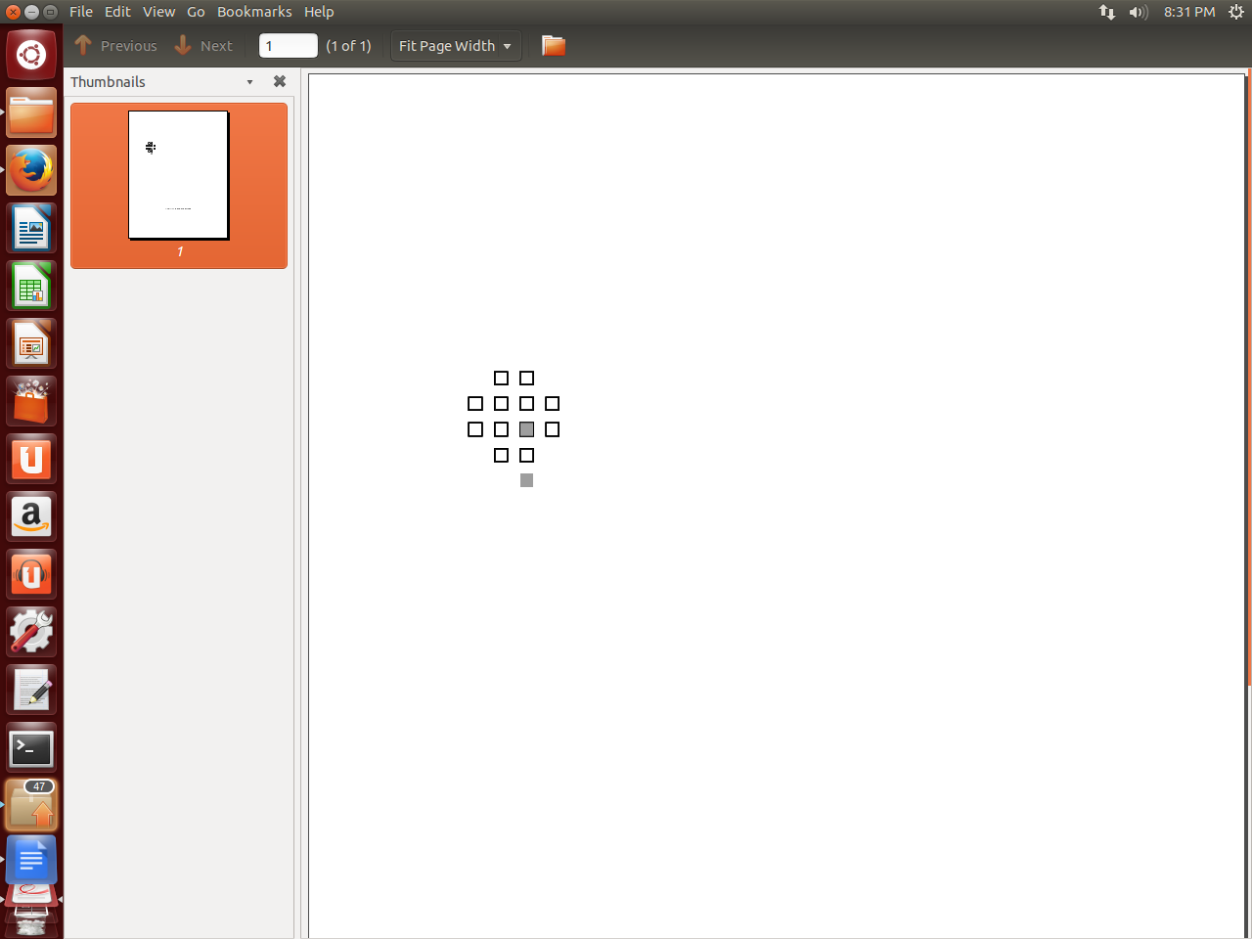 File Edit View Go Bookmarks Help 8:31 PM
Previous Next 1 (1 of 1) Fit Page Width
Thumbnails
1
47